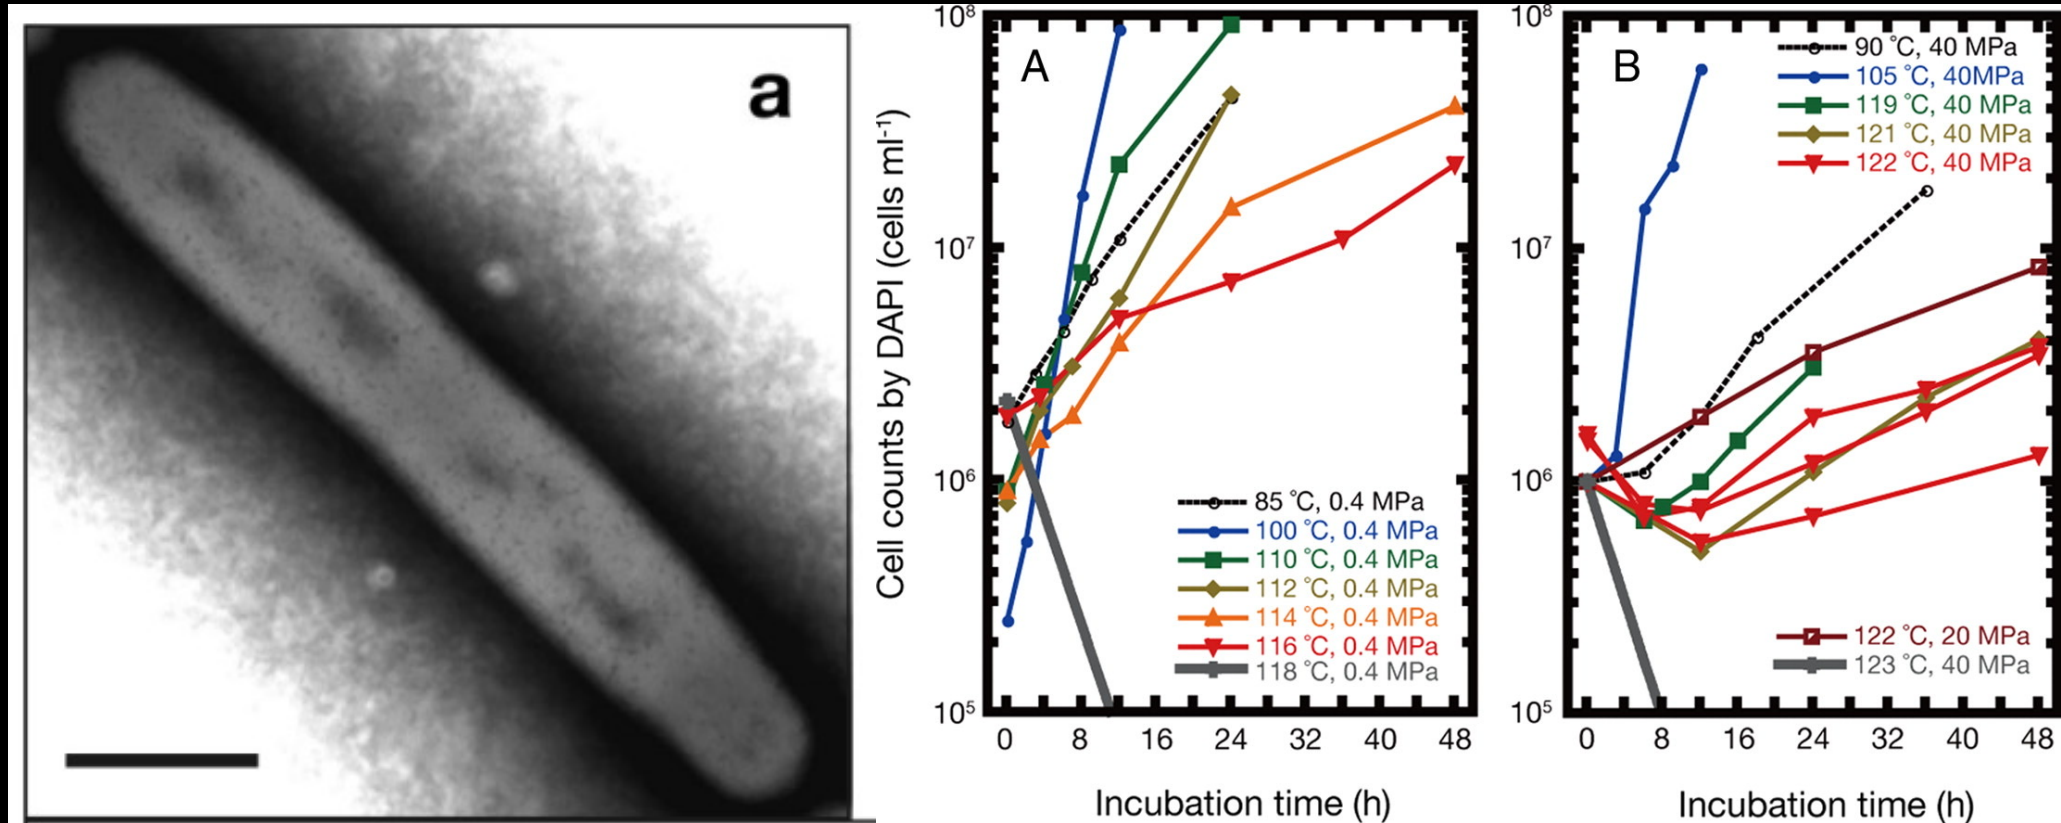 a
Cell counts by DAPI (cells ml⁻¹)
A
10⁸
10⁷
10⁶
10⁵
85 ℃, 0.4 MPa
100 ℃, 0.4 MPa
110 ℃, 0.4 MPa
112 ℃, 0.4 MPa
114 ℃, 0.4 MPa
116 ℃, 0.4 MPa
118 ℃, 0.4 MPa
0 8 16 24 32 40 48
Incubation time (h)
B
10⁸
10⁷
10⁶
10⁵
90 ℃, 40 MPa
105 ℃, 40MPa
119 ℃, 40 MPa
121 ℃, 40 MPa
122 ℃, 40 MPa
122 ℃, 20 MPa
123 ℃, 40 MPa
0 8 16 24 32 40 48
Incubation time (h)